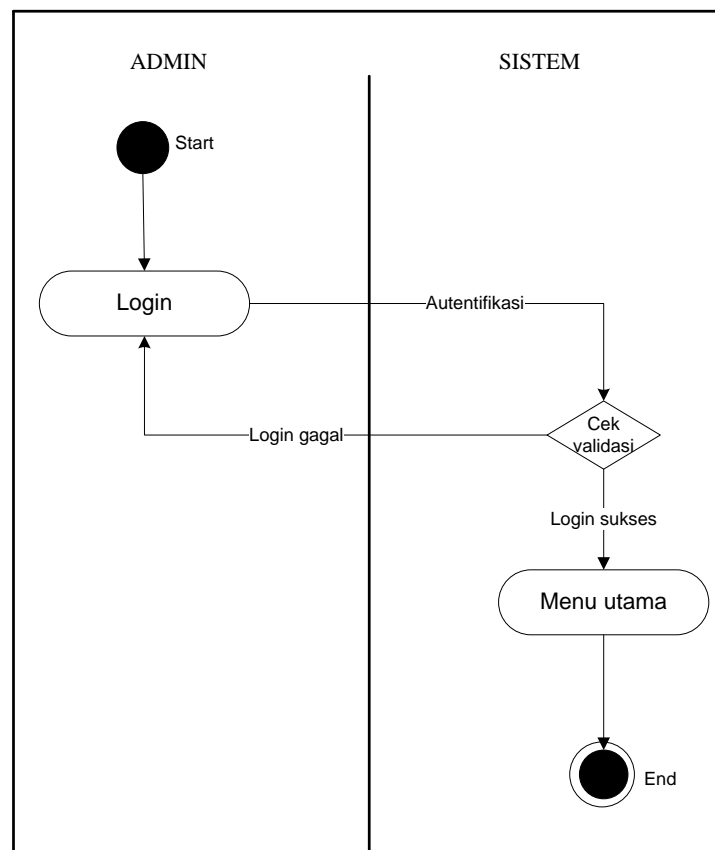 ADMIN
SISTEM
Start
Login
Autentifikasi
Login gagal
Cek
validasi
Login sukses
Menu utama
End